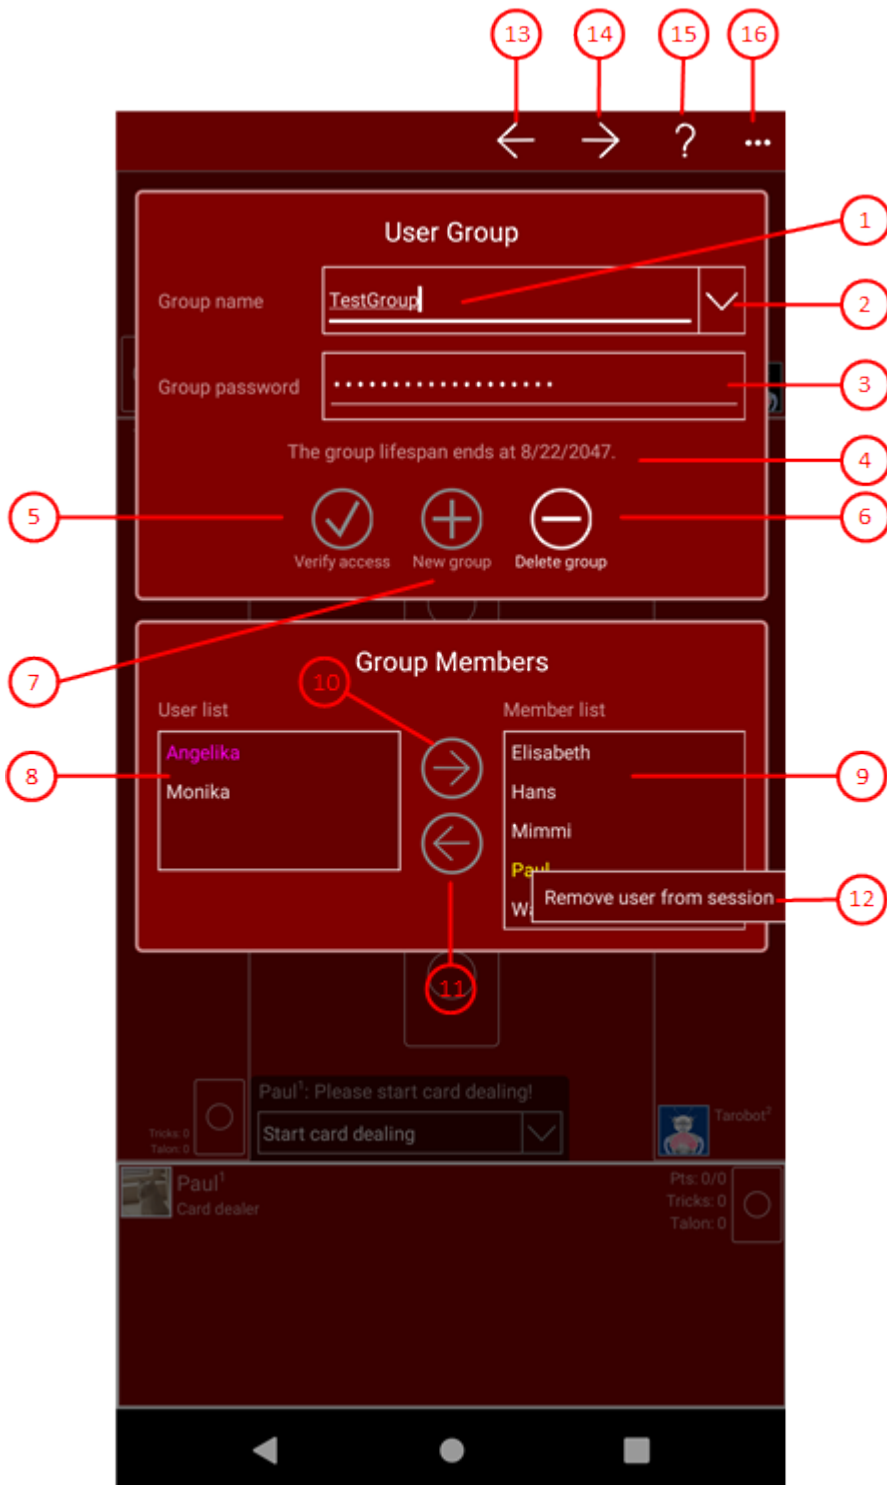 13 14 15 16
?
User Group
1
Group name
TestGroup
2
Group password
3
The group lifespan ends at 8/22/2047.
4
5
6
Verify access
New group
Delete group
7
Group Members
10
User list
Member list
Angelika
Elisabeth
8
9
Monika
Hans
Mimmi
Paul
Remove user from session
12
11
Paul¹: Please start card dealing!
Start card dealing
Tricks: 0
Talon: 0
Tarobot²
Paul¹
Card dealer
Pts: 0/0
Tricks: 0
Talon: 0